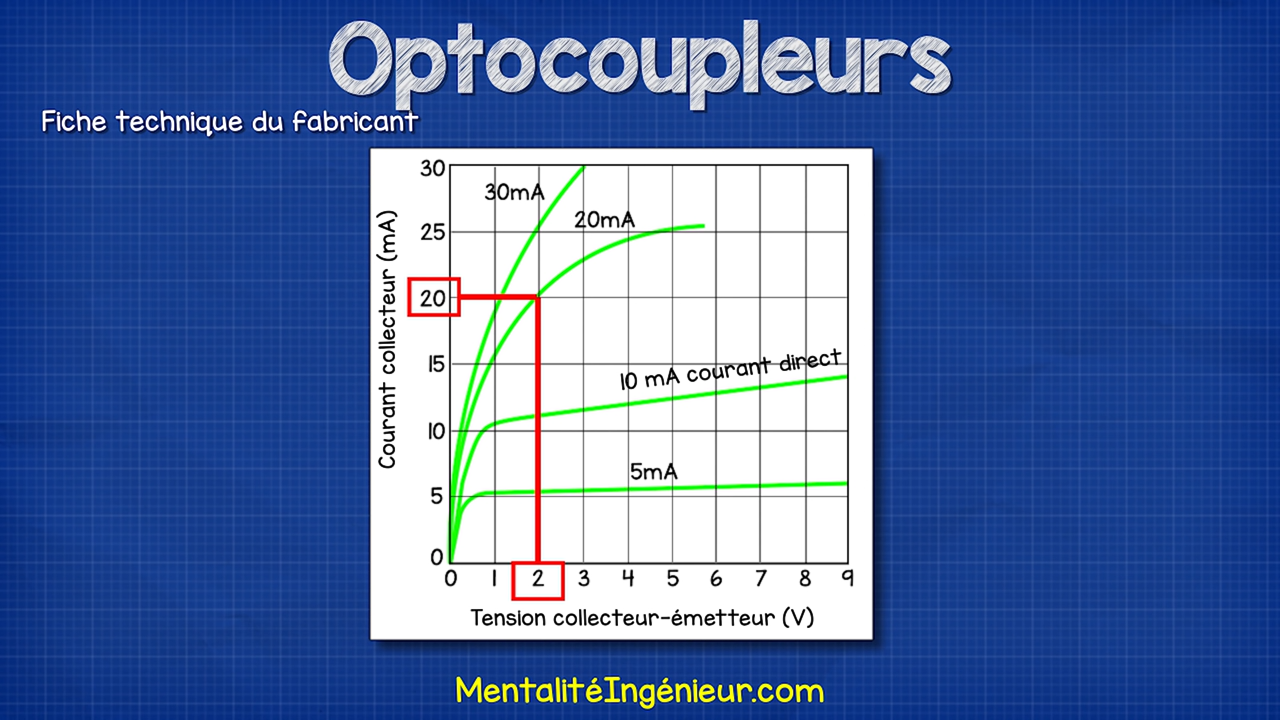 Optocoupleurs
Fiche technique du fabricant
30
30mA
20mA
25
20
15
10 mA courant direct
10
5mA
5
0
0 1 2 3 4 5 6 7 8 9
Courant collecteur (mA)
Tension collecteur-émetteur (V)
MentalitéIngénieur.com